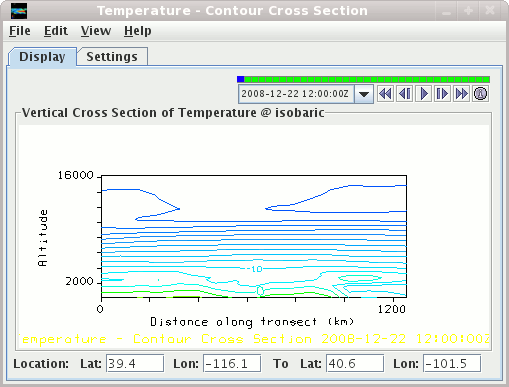 Temperature - Contour Cross Section
File Edit View Help
Display Settings
2008-12-22 12:00:00Z
Vertical Cross Section of Temperature @ isobaric
16000
Altitude
-10
2000
0 1200
Distance along transect (km)
emperature - Contour Cross Section 2008-12-22 12:00:00Z
Location: Lat: 39.4 Lon: -116.1 To Lat: 40.6 Lon: -101.5